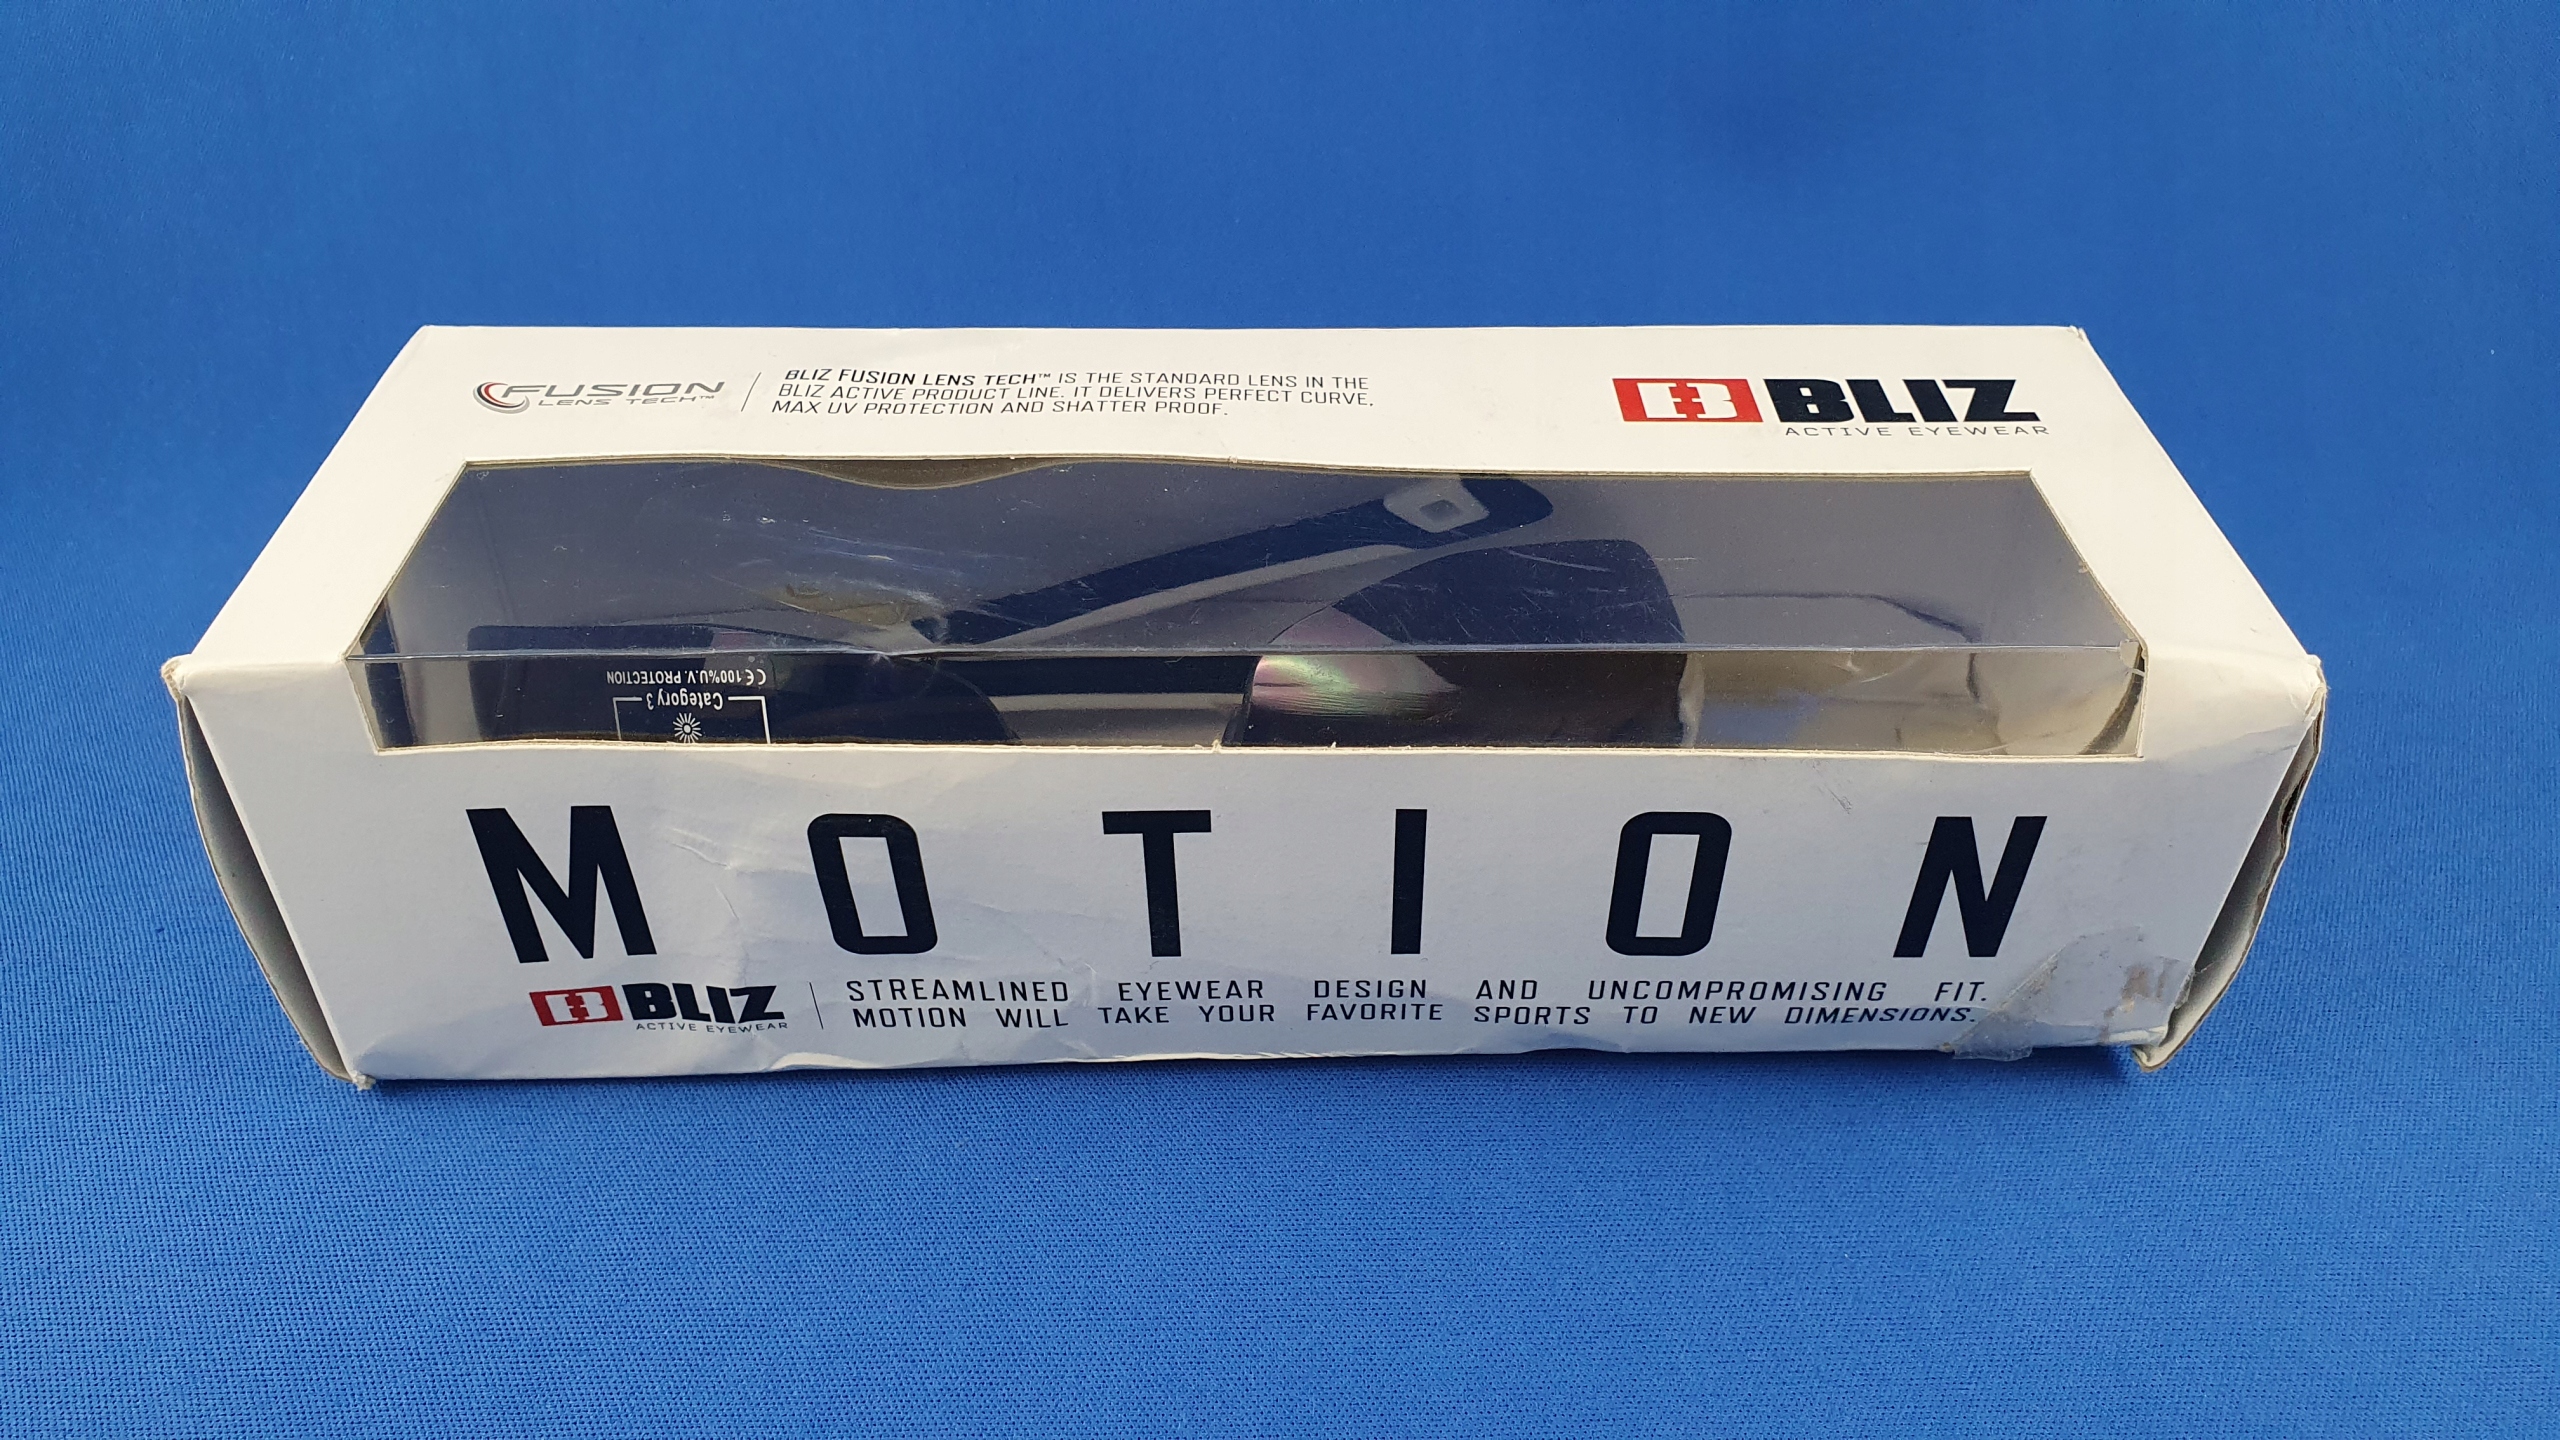 FUSION
LENS TECH™
BLIZ FUSION LENS TECH™ IS THE STANDARD LENS IN THE
BLIZ ACTIVE PRODUCT LINE. IT DELIVERS PERFECT CURVE,
MAX UV PROTECTION AND SHATTER PROOF.
BLIZ
ACTIVE EYEWEAR
CE 100%U.V. PROTECTION
Category 3
MOTION
BLIZ
ACTIVE EYEWEAR
STREAMLINED EYEWEAR DESIGN AND UNCOMPROMISING FIT.
MOTION WILL TAKE YOUR FAVORITE SPORTS TO NEW DIMENSIONS.